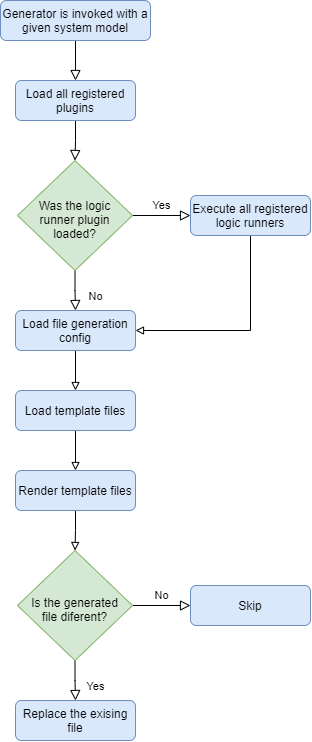 Generator is invoked with a
given system model
Load all registered
plugins
Was the logic
runner plugin
loaded?
Yes
Execute all registered
logic runners
No
Load file generation
config
Load template files
Render template files
Is the generated
file diferent?
No
Skip
Yes
Replace the exising
file